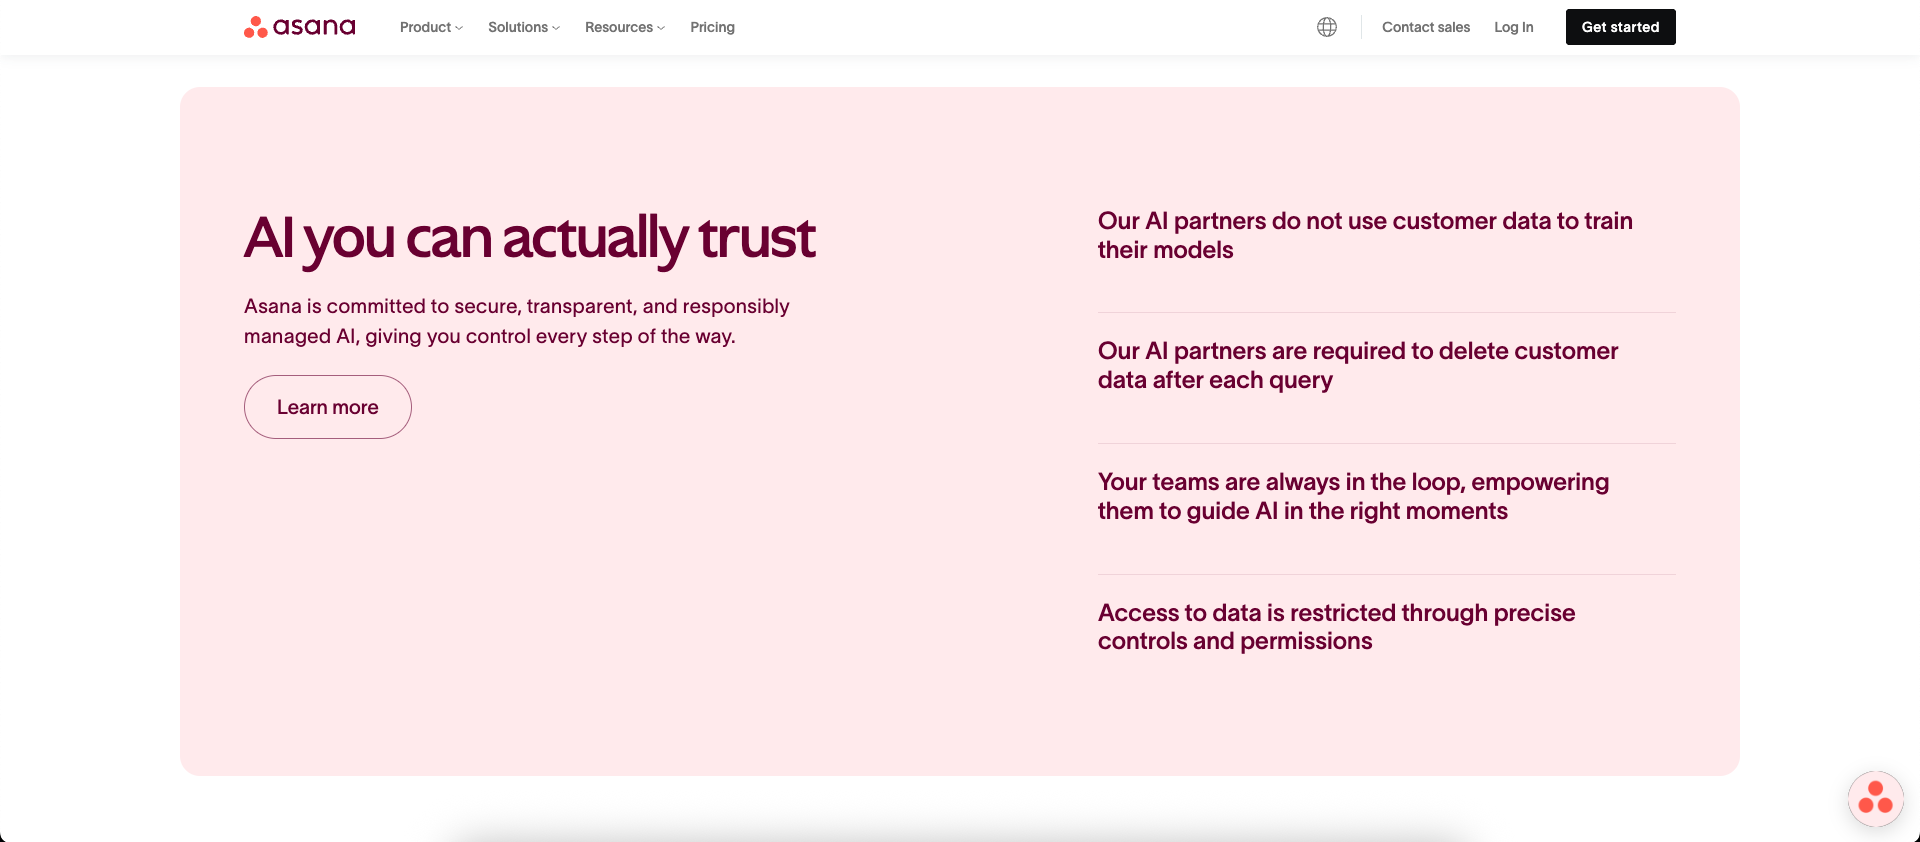 asana
Product
Solutions
Resources
Pricing
Contact sales
Log In
Get started
AI you can actually trust
Asana is committed to secure, transparent, and responsibly
managed AI, giving you control every step of the way.
Learn more
Our AI partners do not use customer data to train
their models
Our AI partners are required to delete customer
data after each query
Your teams are always in the loop, empowering
them to guide AI in the right moments
Access to data is restricted through precise
controls and permissions